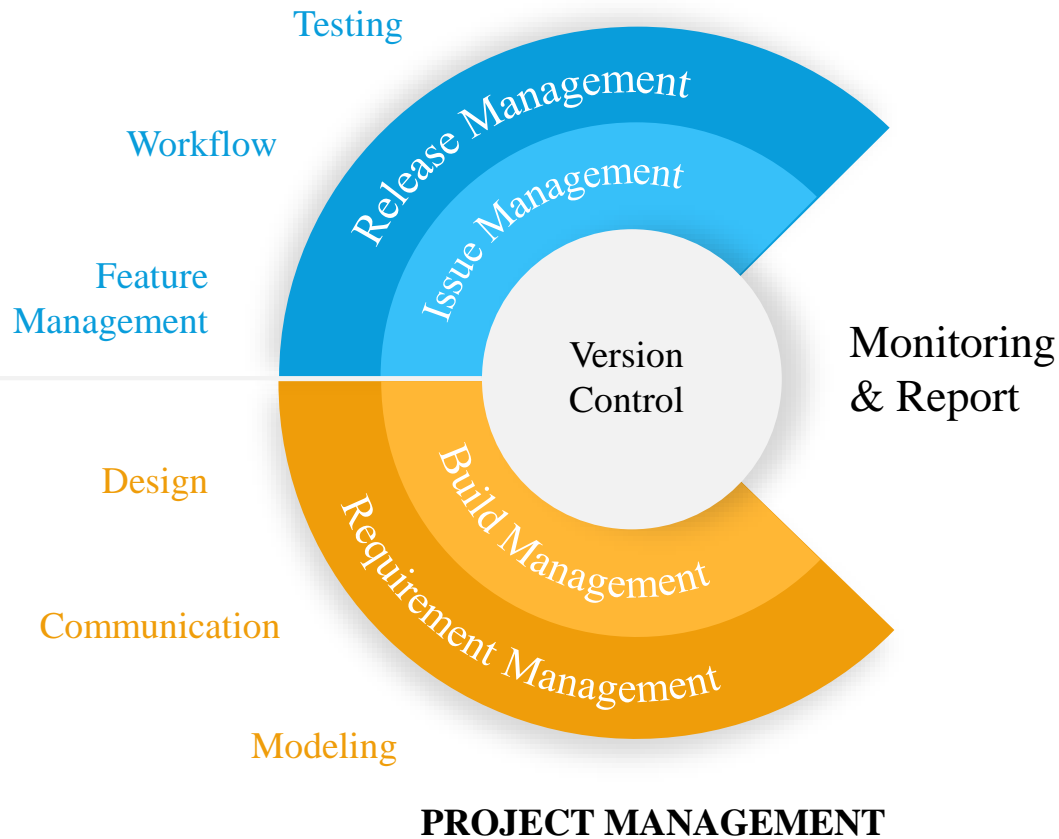 Testing
Release Management
Workflow
Issue Management
Feature
Management
Version
Control
Monitoring
& Report
Design
Build Management
Requirement Management
Communication
Modeling
PROJECT MANAGEMENT